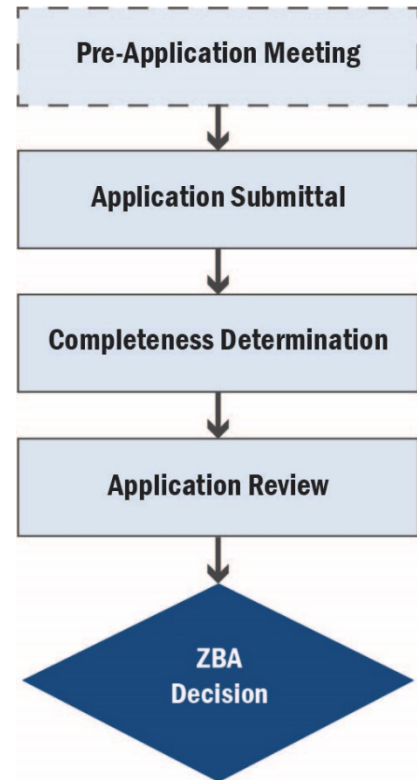 Pre-Application Meeting
Application Submittal
Completeness Determination
Application Review
ZBA
Decision